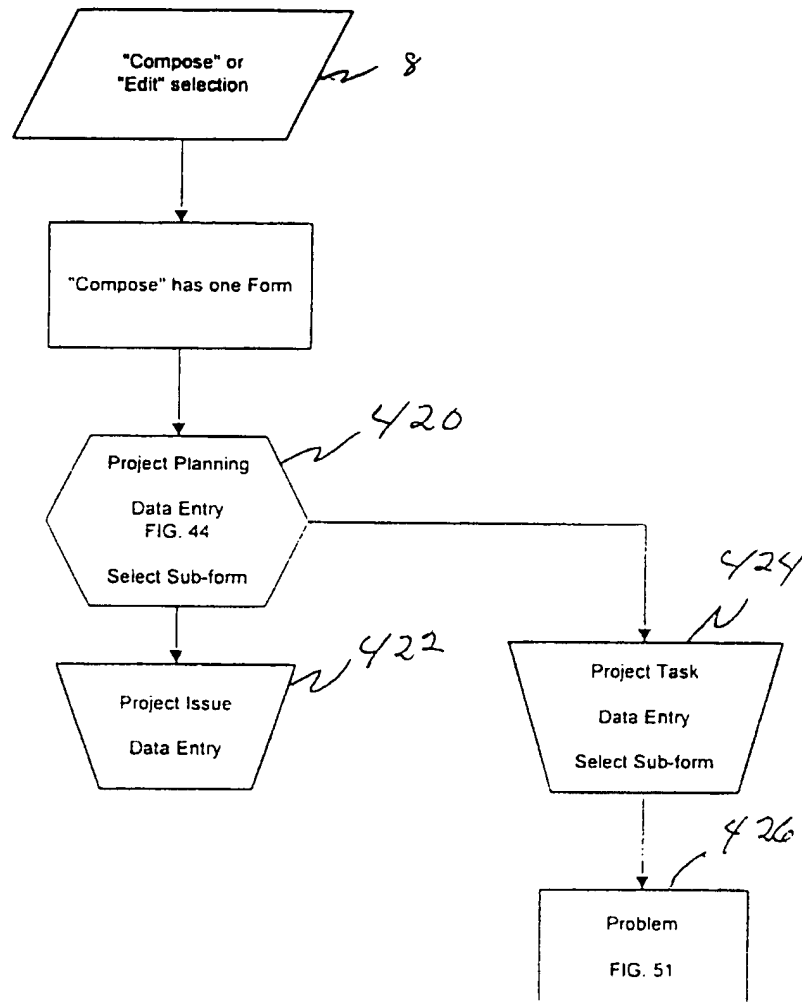 "Compose" or
"Edit" selection
8
"Compose" has one Form
420
Project Planning
Data Entry
FIG. 44
Select Sub-form
424
422
Project Issue
Data Entry
Project Task
Data Entry
Select Sub-form
426
Problem
FIG. 51